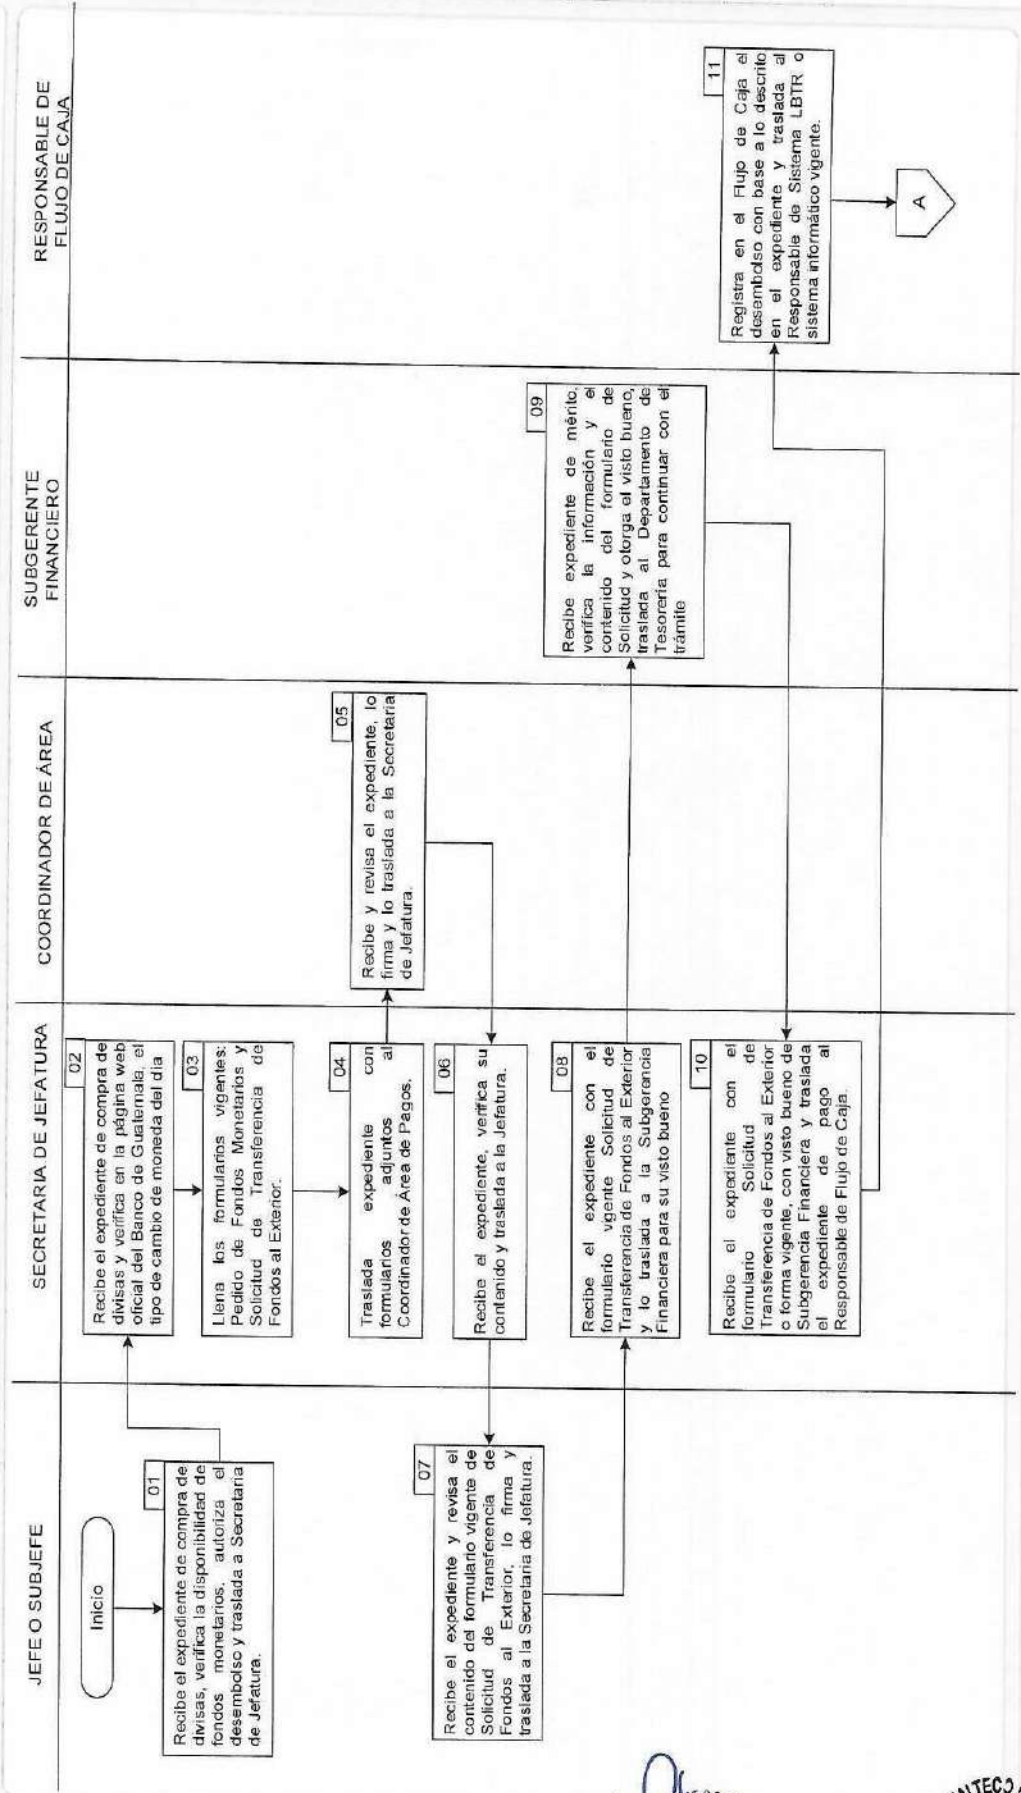 JEFE O SUBJEFE
SECRETARIA DE JEFATURA
COORDINADOR DE ÁREA
SUBGERENTE
FINANCIERO
RESPONSABLE DE
FLUJO DE CAJA
Inicio
01
Recibe el expediente de compra de
divisas, verifica la disponibilidad de
fondos monetarios, autoriza el
desembolso y traslada a Secretaria
de Jefatura.
02
Recibe el expediente de compra de
divisas y verifica en la página web
oficial del Banco de Guatemala, el
tipo de cambio de moneda del día
03
Llena los formularios vigentes:
Pedido de Fondos Monetarios y
Solicitud de Transferencia de
Fondos al Exterior.
04
Traslada expediente con
formularios adjuntos al
Coordinador de Área de Pagos.
05
Recibe y revisa el expediente, lo
firma y lo traslada a la Secretaria
de Jefatura.
06
Recibe el expediente, verifica su
contenido y traslada a la Jefatura.
07
Recibe el expediente y revisa el
contenido del formulario vigente de
Solicitud de Transferencia de
Fondos al Exterior, lo firma y
traslada a la Secretaria de Jefatura.
08
Recibe el expediente con el
formulario vigente Solicitud de
Transferencia de Fondos al Exterior
y lo traslada a la Subgerencia
Financiera para su visto bueno
09
Recibe expediente de mérito,
verifica la información y el
contenido del formulario de
Solicitud y otorga el visto bueno,
traslada al Departamento de
Tesorería para continuar con el
trámite
10
Recibe el expediente con el
formulario Solicitud de
Transferencia de Fondos al Exterior
o forma vigente, con visto bueno de
Subgerencia Financiera y traslada
el expediente de pago al
Responsable de Flujo de Caja.
11
Registra en el Flujo de Caja el
desembolso con base a lo descrito
en el expediente y traslada al
Responsable de Sistema LBTR o
sistema informático vigente.
A